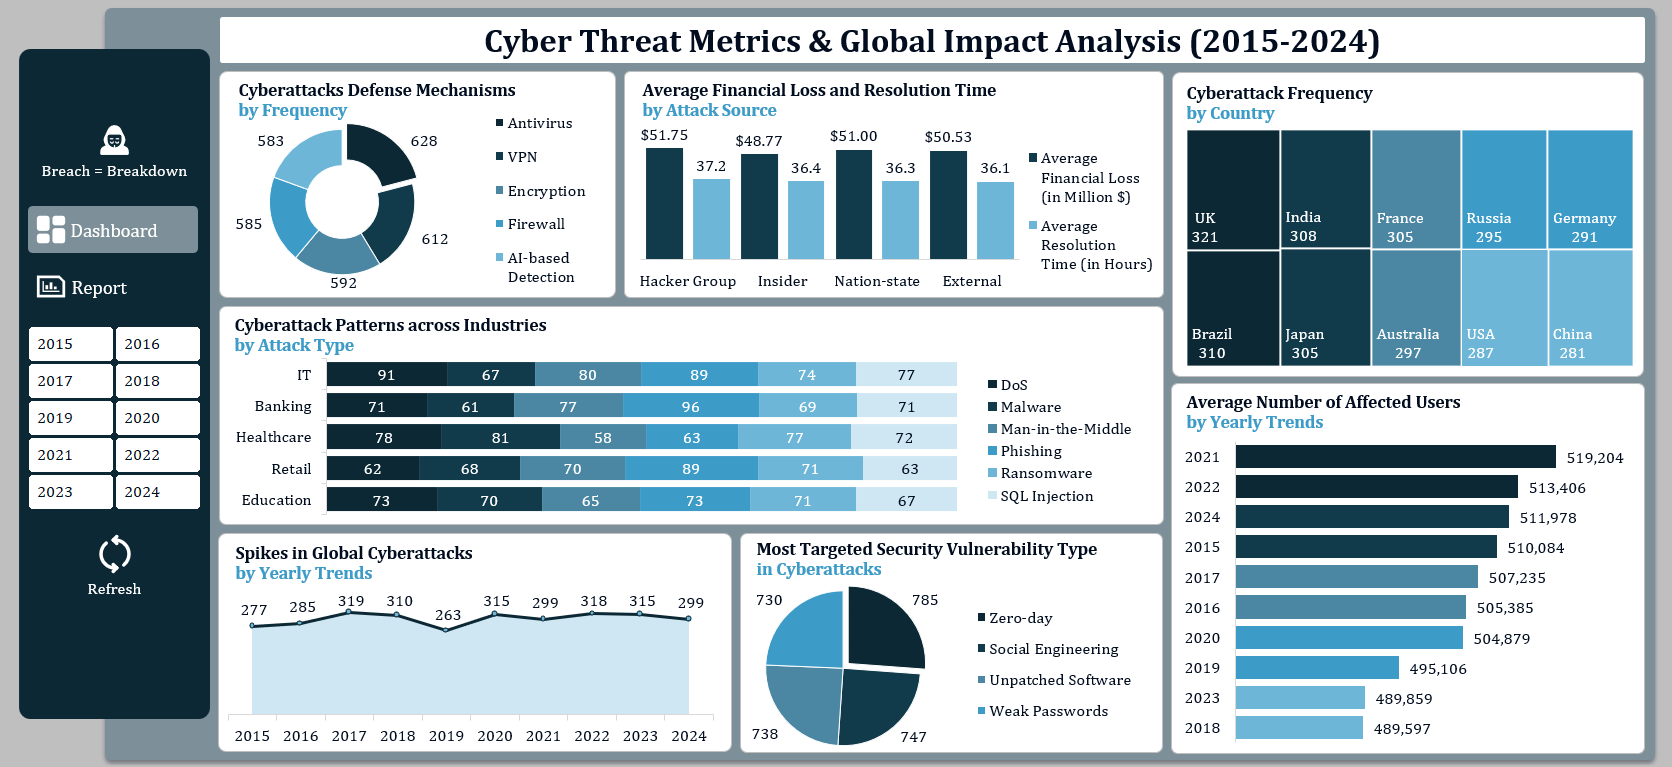 Cyber Threat Metrics & Global Impact Analysis (2015-2024)
Breach = Breakdown
Dashboard
Report
2015 2016
2017 2018
2019 2020
2021 2022
2023 2024
Refresh
Cyberattacks Defense Mechanisms
by Frequency
583
628
585
612
592
Antivirus
VPN
Encryption
Firewall
AI-based
Detection
Average Financial Loss and Resolution Time
by Attack Source
$51.75 $48.77 $51.00 $50.53
37.2 36.4 36.3 36.1
Hacker Group Insider Nation-state External
Average
Financial Loss
(in Million $)
Average
Resolution
Time (in Hours)
Cyberattack Frequency
by Country
UK
321
India
308
France
305
Russia
295
Germany
291
Brazil
310
Japan
305
Australia
297
USA
287
China
281
Cyberattack Patterns across Industries
by Attack Type
IT 91 67 80 89 74 77
Banking 71 61 77 96 69 71
Healthcare 78 81 58 63 77 72
Retail 62 68 70 89 71 63
Education 73 70 65 73 71 67
DoS
Malware
Man-in-the-Middle
Phishing
Ransomware
SQL Injection
Average Number of Affected Users
by Yearly Trends
2021 519,204
2022 513,406
2024 511,978
2015 510,084
2017 507,235
2016 505,385
2020 504,879
2019 495,106
2023 489,859
2018 489,597
Spikes in Global Cyberattacks
by Yearly Trends
277 285 319 310 263 315 299 318 315 299
2015 2016 2017 2018 2019 2020 2021 2022 2023 2024
Most Targeted Security Vulnerability Type
in Cyberattacks
730
785
738
747
Zero-day
Social Engineering
Unpatched Software
Weak Passwords